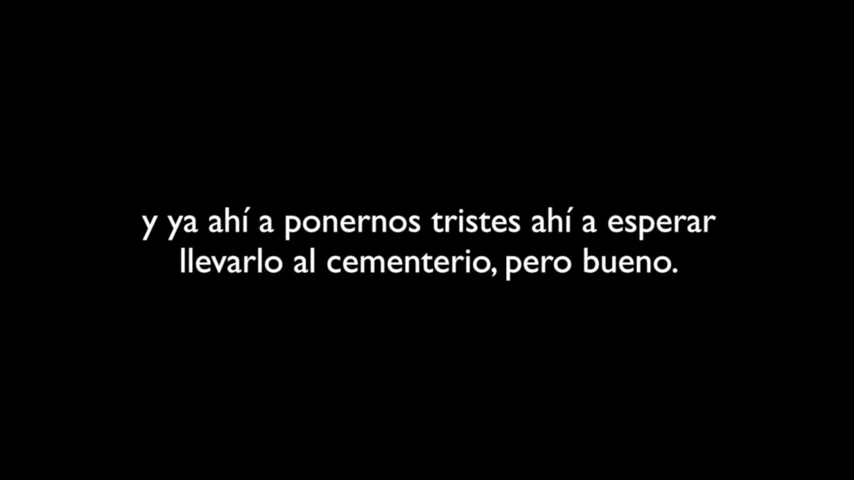 y ya ahí a ponernos tristes ahí a esperar
llevarlo al cementerio, pero bueno.